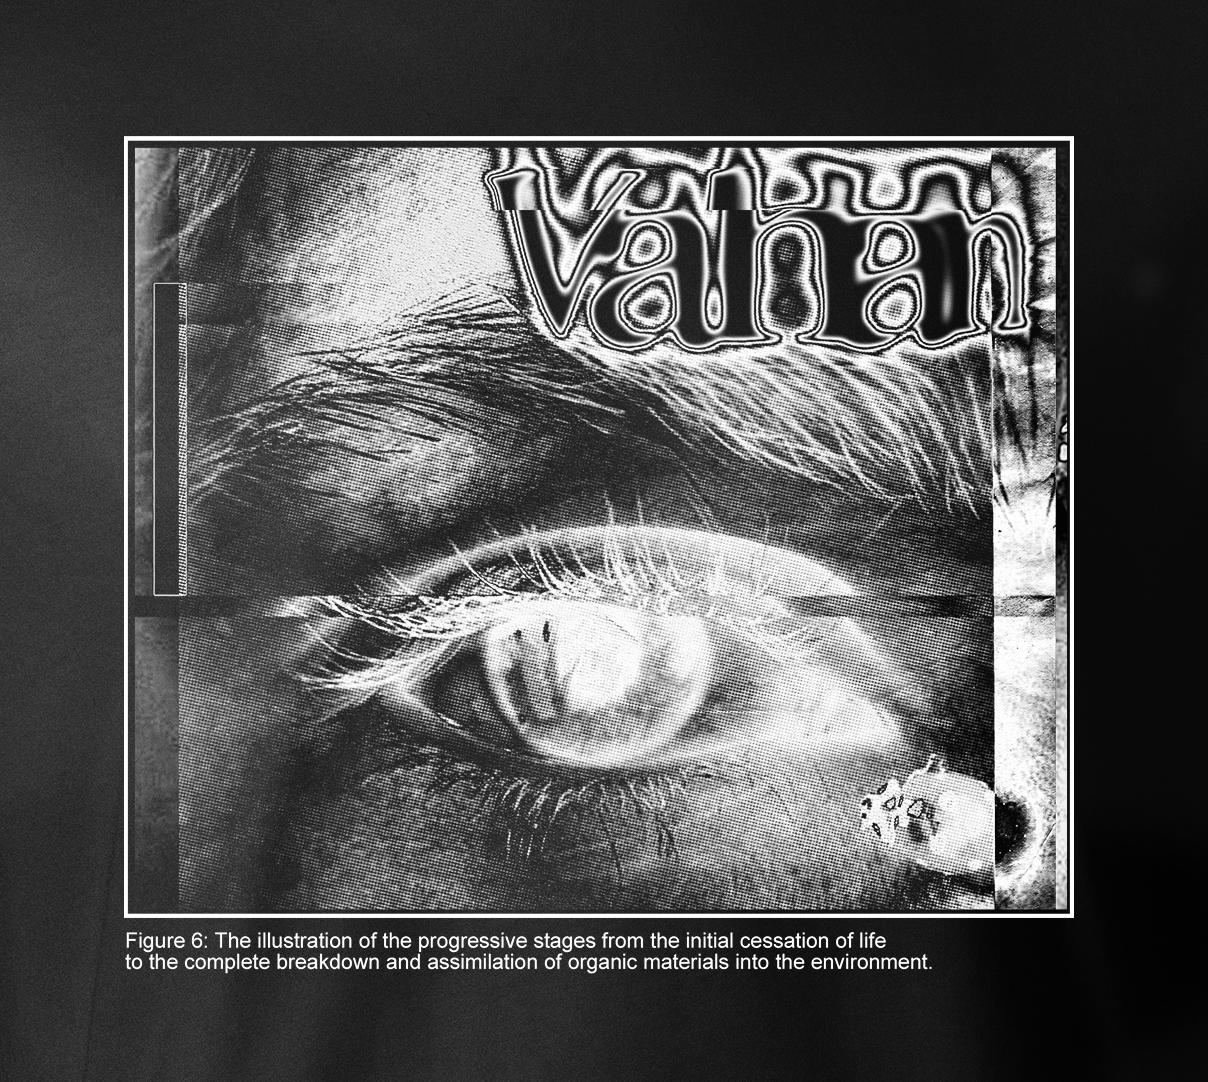 Vahan
Figure 6: The illustration of the progressive stages from the initial cessation of life
to the complete breakdown and assimilation of organic materials into the environment.